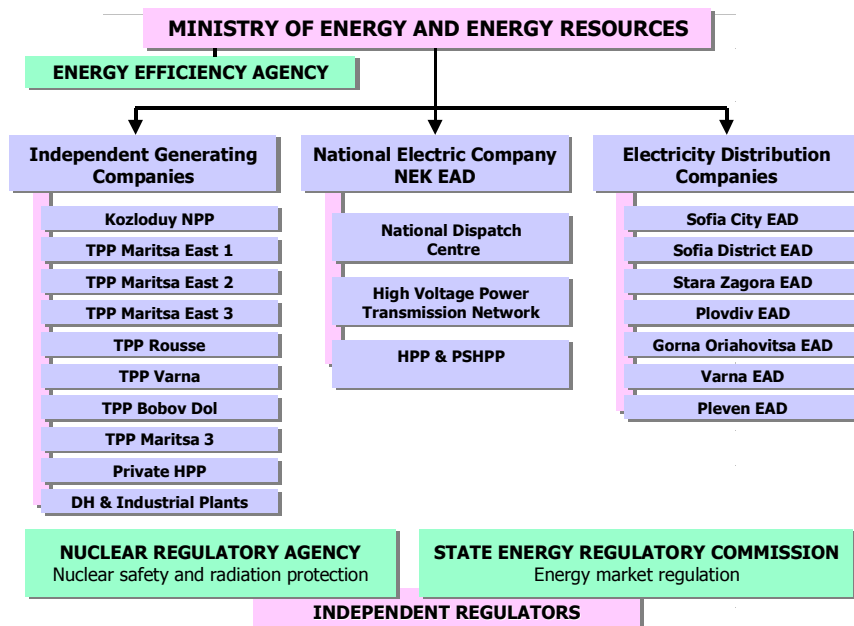 MINISTRY OF ENERGY AND ENERGY RESOURCES
ENERGY EFFICIENCY AGENCY
Independent Generating
Companies
Kozloduy NPP
TPP Maritsa East 1
TPP Maritsa East 2
TPP Maritsa East 3
TPP Rousse
TPP Varna
TPP Bobov Dol
TPP Maritsa 3
Private HPP
DH & Industrial Plants
National Electric Company
NEK EAD
National Dispatch
Centre
High Voltage Power
Transmission Network
HPP & PSHPP
Electricity Distribution
Companies
Sofia City EAD
Sofia District EAD
Stara Zagora EAD
Plovdiv EAD
Gorna Oriahovitsa EAD
Varna EAD
Pleven EAD
NUCLEAR REGULATORY AGENCY
Nuclear safety and radiation protection
STATE ENERGY REGULATORY COMMISSION
Energy market regulation
INDEPENDENT REGULATORS